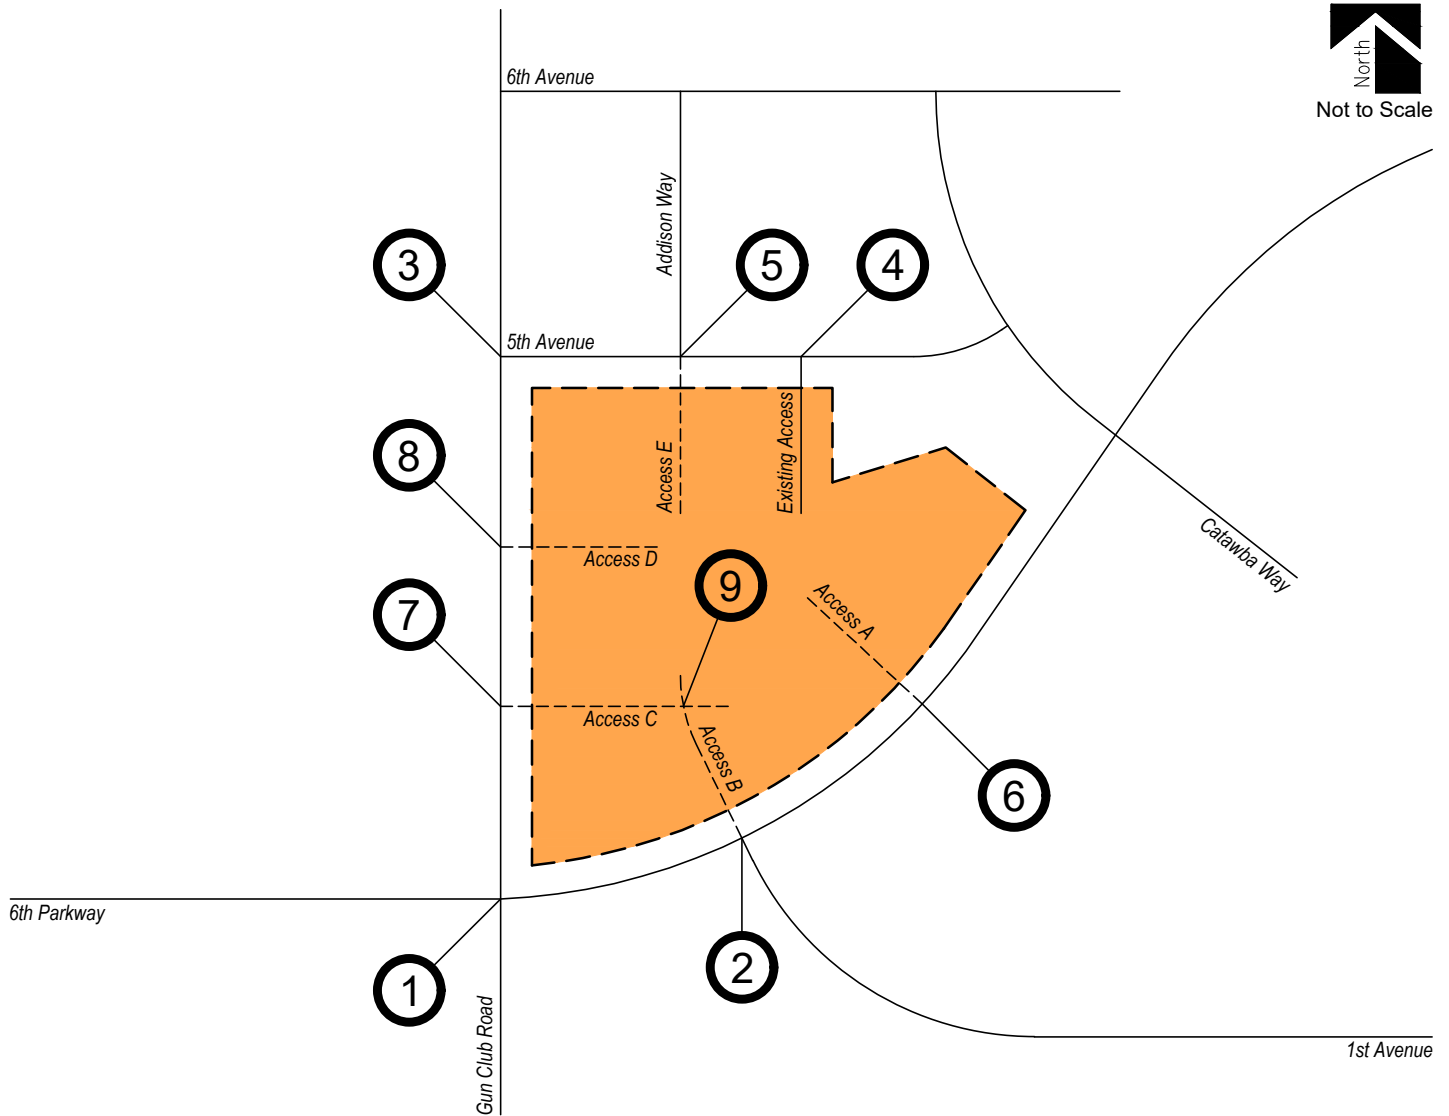 North
Not to Scale
6th Avenue
Addison Way
3
5
4
5th Avenue
8
Access E
Existing Access
Access D
Catawba Way
9
7
Access A
Access C
Access B
6
6th Parkway
1
2
Gun Club Road
1st Avenue